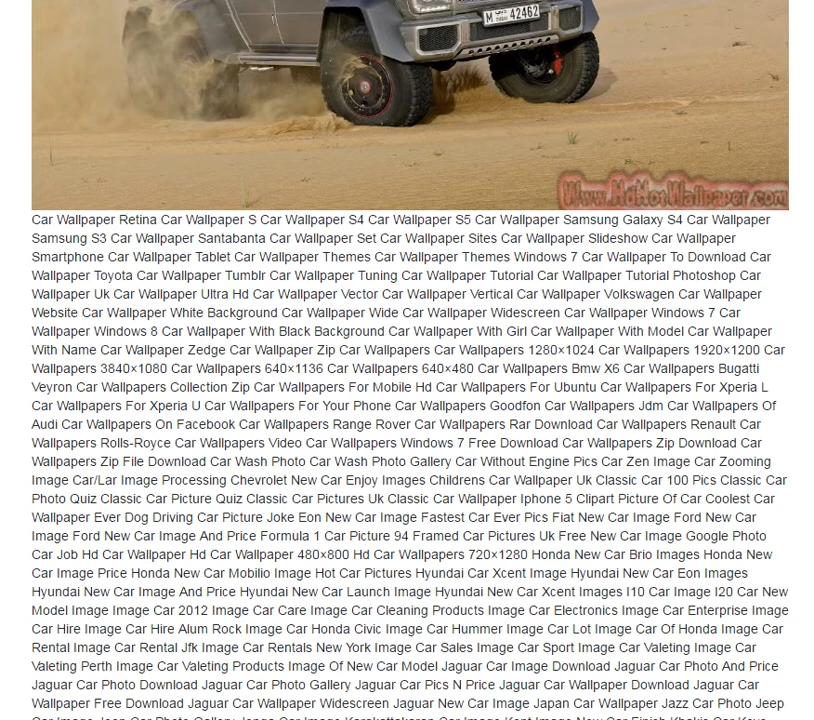 M 42462
Www.HdHotWallpaper.com
Car Wallpaper Retina Car Wallpaper S Car Wallpaper S4 Car Wallpaper S5 Car Wallpaper Samsung Galaxy S4 Car Wallpaper
Samsung S3 Car Wallpaper Santabanta Car Wallpaper Set Car Wallpaper Sites Car Wallpaper Slideshow Car Wallpaper
Smartphone Car Wallpaper Tablet Car Wallpaper Themes Car Wallpaper Themes Windows 7 Car Wallpaper To Download Car
Wallpaper Toyota Car Wallpaper Tumblr Car Wallpaper Tuning Car Wallpaper Tutorial Car Wallpaper Tutorial Photoshop Car
Wallpaper Uk Car Wallpaper Ultra Hd Car Wallpaper Vector Car Wallpaper Vertical Car Wallpaper Volkswagen Car Wallpaper
Website Car Wallpaper White Background Car Wallpaper Wide Car Wallpaper Widescreen Car Wallpaper Windows 7 Car
Wallpaper Windows 8 Car Wallpaper With Black Background Car Wallpaper With Girl Car Wallpaper With Model Car Wallpaper
With Name Car Wallpaper Zedge Car Wallpaper Zip Car Wallpapers Car Wallpapers 1280×1024 Car Wallpapers 1920×1200 Car
Wallpapers 3840×1080 Car Wallpapers 640×1136 Car Wallpapers 640×480 Car Wallpapers Bmw X6 Car Wallpapers Bugatti
Veyron Car Wallpapers Collection Zip Car Wallpapers For Mobile Hd Car Wallpapers For Ubuntu Car Wallpapers For Xperia L
Car Wallpapers For Xperia U Car Wallpapers For Your Phone Car Wallpapers Goodfon Car Wallpapers Jdm Car Wallpapers Of
Audi Car Wallpapers On Facebook Car Wallpapers Range Rover Car Wallpapers Rar Download Car Wallpapers Renault Car
Wallpapers Rolls-Royce Car Wallpapers Video Car Wallpapers Windows 7 Free Download Car Wallpapers Zip Download Car
Wallpapers Zip File Download Car Wash Photo Car Wash Photo Gallery Car Without Engine Pics Car Zen Image Car Zooming
Image Car/Lar Image Processing Chevrolet New Car Enjoy Images Childrens Car Wallpaper Uk Classic Car 100 Pics Classic Car
Photo Quiz Classic Car Picture Quiz Classic Car Pictures Uk Classic Car Wallpaper Iphone 5 Clipart Picture Of Car Coolest Car
Wallpaper Ever Dog Driving Car Picture Joke Eon New Car Image Fastest Car Ever Pics Fiat New Car Image Ford New Car
Image Ford New Car Image And Price Formula 1 Car Picture 94 Framed Car Pictures Uk Free New Car Image Google Photo
Car Job Hd Car Wallpaper Hd Car Wallpaper 480×800 Hd Car Wallpapers 720×1280 Honda New Car Brio Images Honda New
Car Image Price Honda New Car Mobilio Image Hot Car Pictures Hyundai Car Xcent Image Hyundai New Car Eon Images
Hyundai New Car Image And Price Hyundai New Car Launch Image Hyundai New Car Xcent Images I10 Car Image I20 Car New
Model Image Image Car 2012 Image Car Care Image Car Cleaning Products Image Car Electronics Image Car Enterprise Image
Car Hire Image Car Hire Alum Rock Image Car Honda Civic Image Car Hummer Image Car Lot Image Car Of Honda Image Car
Rental Image Car Rental Jfk Image Car Rentals New York Image Car Sales Image Car Sport Image Car Valeting Image Car
Valeting Perth Image Car Valeting Products Image Of New Car Model Jaguar Car Image Download Jaguar Car Photo And Price
Jaguar Car Photo Download Jaguar Car Photo Gallery Jaguar Car Pics N Price Jaguar Car Wallpaper Download Jaguar Car
Wallpaper Free Download Jaguar Car Wallpaper Widescreen Jaguar New Car Image Japan Car Wallpaper Jazz Car Photo Jeep